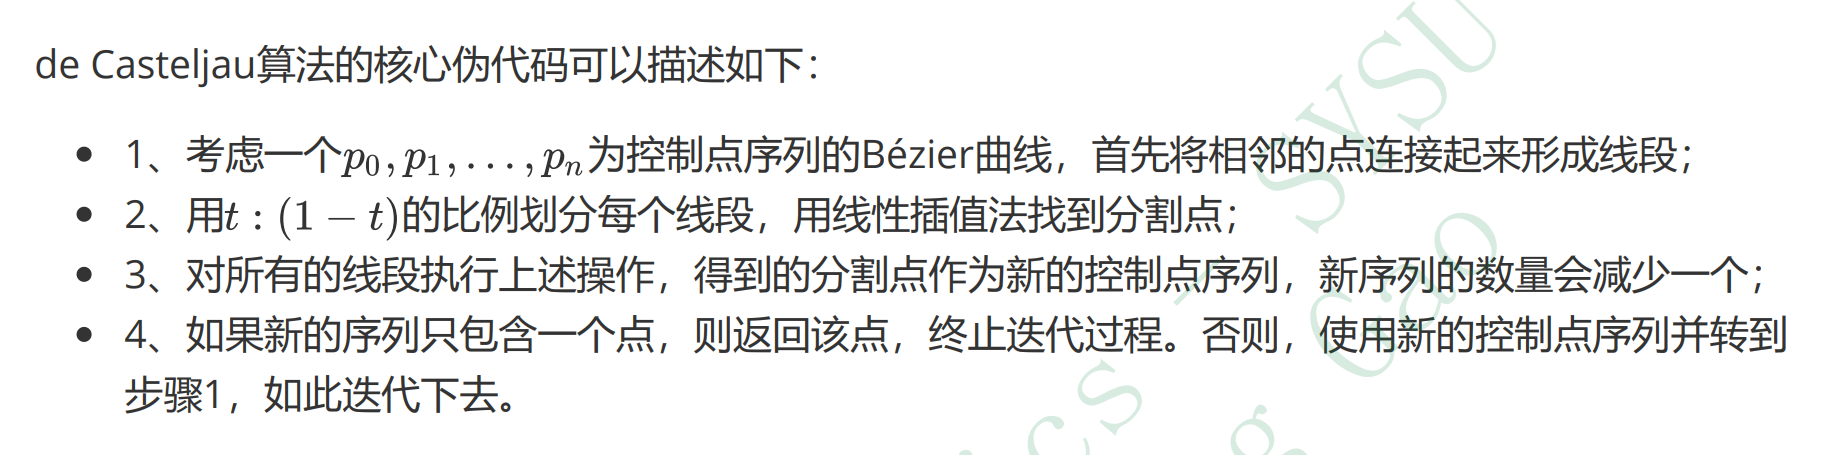 de Casteljau算法的核心伪代码可以描述如下：
1、考虑一个p₀, p₁, . . . , pₙ为控制点序列的Bézier曲线，首先将相邻的点连接起来形成线段；
2、用t : (1 − t)的比例划分每个线段，用线性插值法找到分割点；
3、对所有的线段执行上述操作，得到的分割点作为新的控制点序列，新序列的数量会减少一个；
4、如果新的序列只包含一个点，则返回该点，终止迭代过程。否则，使用新的控制点序列并转到
步骤1，如此迭代下去。
SYSU
Gao